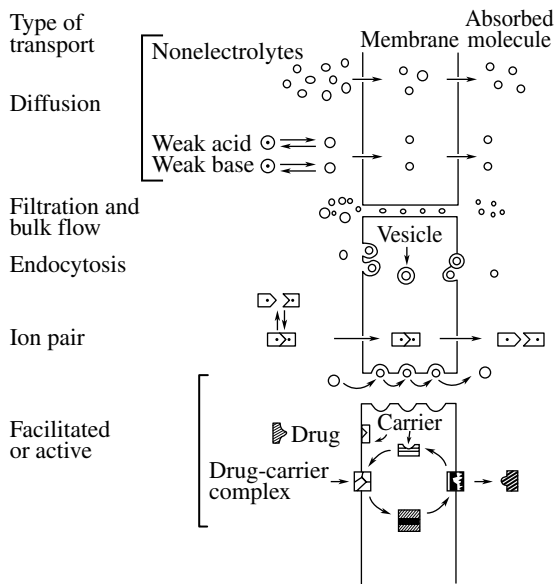 Type of
transport
Membrane
Absorbed
molecule
Nonelectrolytes
Diffusion
Weak acid
Weak base
Filtration and
bulk flow
Vesicle
Endocytosis
Ion pair
Facilitated
or active
Drug
Carrier
Drug-carrier
complex